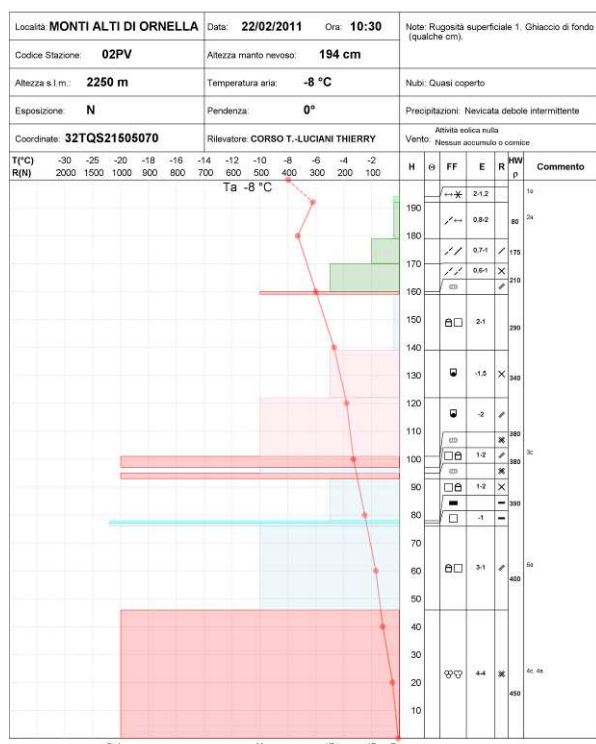 Località: MONTI ALTI DI ORNELLA Data: 22/02/2011 Ora: 10:30 Note: Rugosità superficiale 1. Ghiaccio di fondo
(qualche cm).
Codice Stazione: 02PV Altezza manto nevoso: 194 cm
Altezza s.l.m.: 2250 m Temperatura aria: -8 °C Nubi: Quasi coperto
Esposizione: N Pendenza: 0° Precipitazioni: Nevicata debole intermittente
Coordinate: 32TQS21505070 Rilevatore: CORSO T.-LUCIANI THIERRY Vento: Attività eolica nulla
Nessun accumulo o cornice
T(°C) -30 -25 -20 -18 -16 -14 -12 -10 -8 -6 -4 -2 H Θ FF E R HW Commento
R(N) 2000 1500 1000 900 800 700 600 500 400 300 200 100 ρ
Ta -8 °C
2-1,2
190
0,8-2 80
180
0,7-1 175
170
0,6-1
210
160
150
2-1 290
140
130 -1,5 340
120
-2
110
380
100 1-2 3c
380
90 1-2
390
80 -1
70
60 3-1 400
50
40
30
20 4-4
450
10